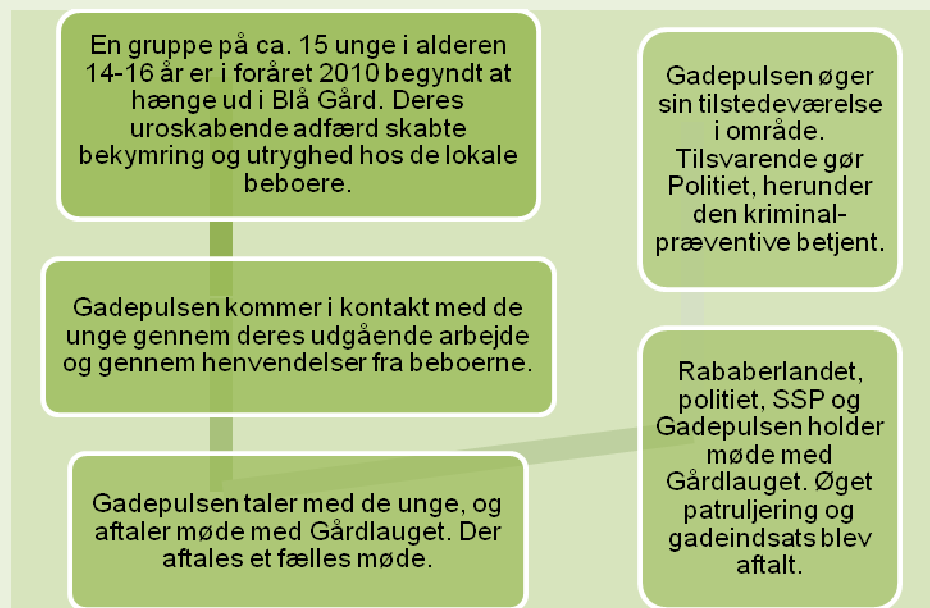 En gruppe på ca. 15 unge i alderen
14-16 år er i foråret 2010 begyndt at
hænge ud i Blå Gård. Deres
uroskabende adfærd skabte
bekymring og utryghed hos de lokale
beboere.
Gadepulsen kommer i kontakt med de
unge gennem deres udgående arbejde
og gennem henvendelser fra beboerne.
Gadepulsen taler med de unge, og
aftaler møde med Gårdlauget. Der
aftales et fælles møde.
Rababerlandet,
politiet, SSP og
Gadepulsen holder
møde med
Gårdlauget. Øget
patruljering og
gadeindsats blev
aftalt.
Gadepulsen øger
sin tilstedeværelse
i område.
Tilsvarende gør
Politiet, herunder
den kriminal-
præventive betjent.